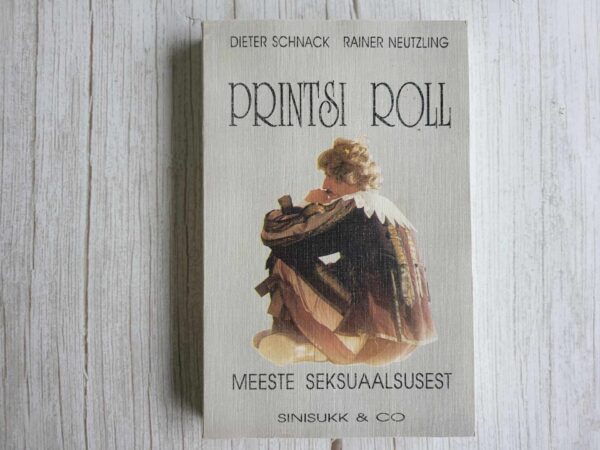 DIETER SCHNACK RAINER NEUTZLING
PRINTSI ROLL
MEESTE SEKSUAALSUSEST
SINISUKK & CO